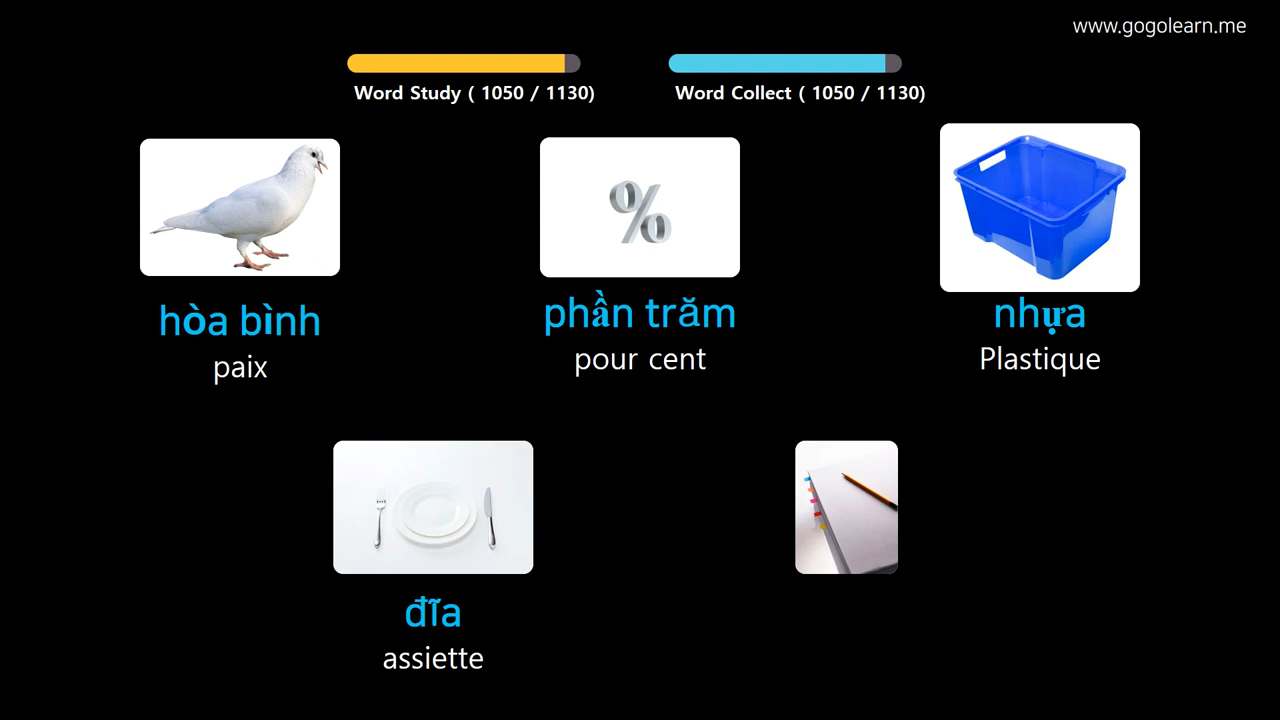 www.gogolearn.me
Word Study ( 1050 / 1130)
Word Collect ( 1050 / 1130)
%
hòa bình
paix
phần trăm
pour cent
nhựa
Plastique
đĩa
assiette